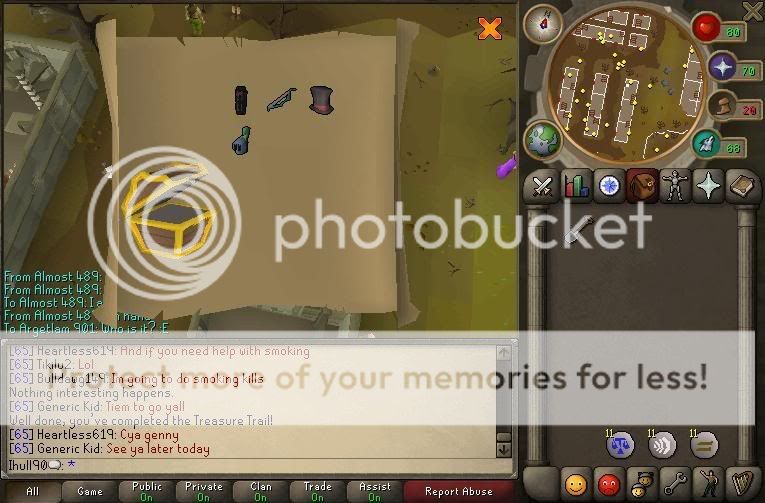 80
70
20
68
photobucket
From Almost 489:
From Almost 489:
To Almost 489: I a
From Almost 48
To Argetlam 901: Who is it? :E
[65] Heartless619: And if you need help with smoking
[65] Tikiluz: Lol
[65] Bulldawg149: Im going to do smoking kills
Nothing interesting happens.
[65] Generic Kid: Tiem to go yall
Well done, you've completed the Treasure Trail!
[65] Heartless619: Cya genny
[65] Generic Kid: See ya later today
Ihull90: *
Protect more of your memories for less!
11
11
11
All
Game
Public
On
Private
On
Clan
On
Trade
On
Assist
On
Report Abuse